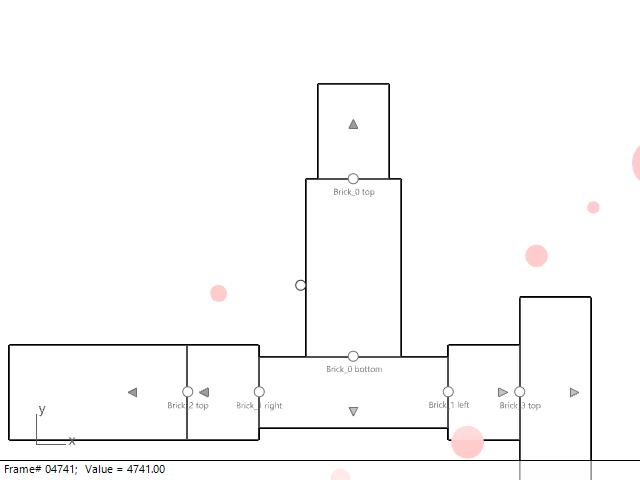 Brick_0 top
Brick_0 bottom
Brick_2 top
Brick_1 right
Brick_1 left
Brick_3 top
y
x
Frame# 04741; Value = 4741.00